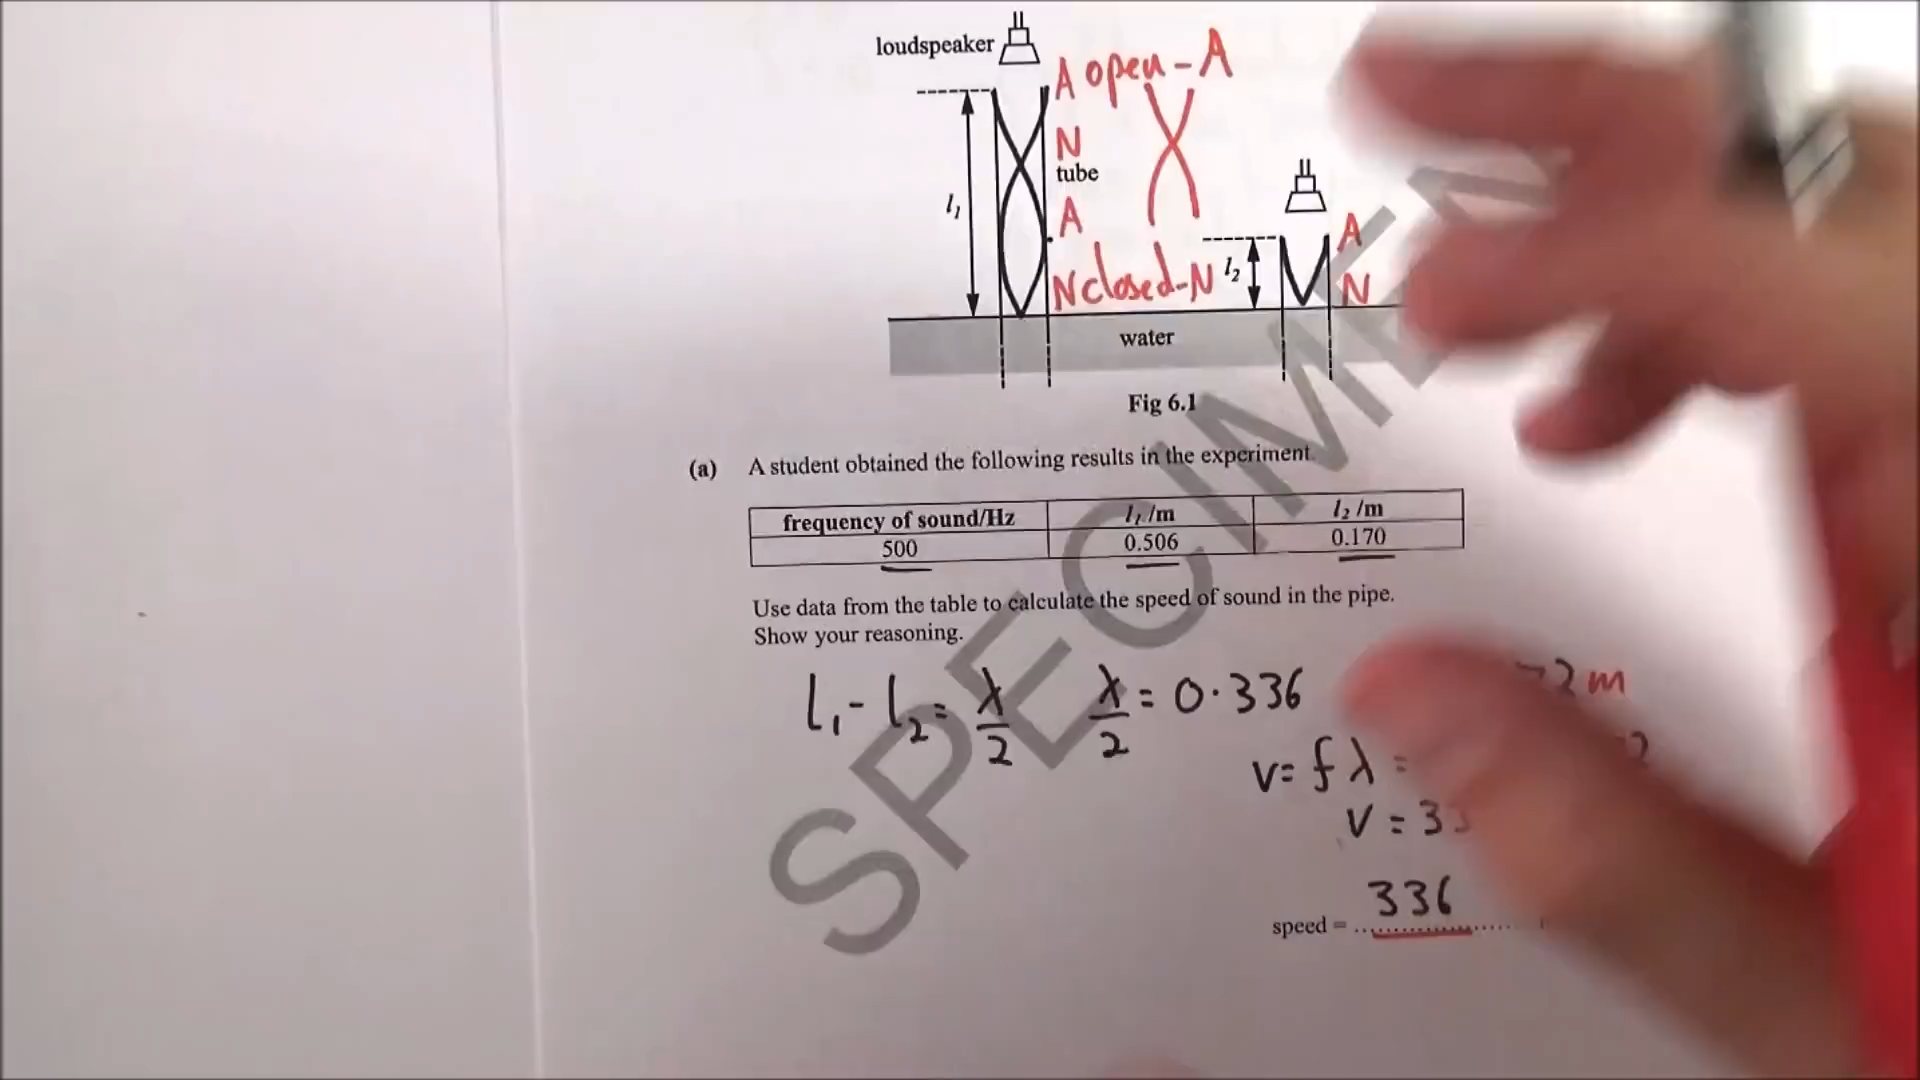 loudspeaker
A open-A
N
tube
l₁
A
A
N closed-N
l₂
N
water
Fig 6.1
(a) A student obtained the following results in the experiment.
frequency of sound/Hz l₁/m l₂/m
500 0.506 0.170
Use data from the table to calculate the speed of sound in the pipe.
Show your reasoning.
l₁ - l₂ = λ/2 λ/2 = 0.336 2 m
v = f λ =
v = 33
336
speed =
SPECIMEN